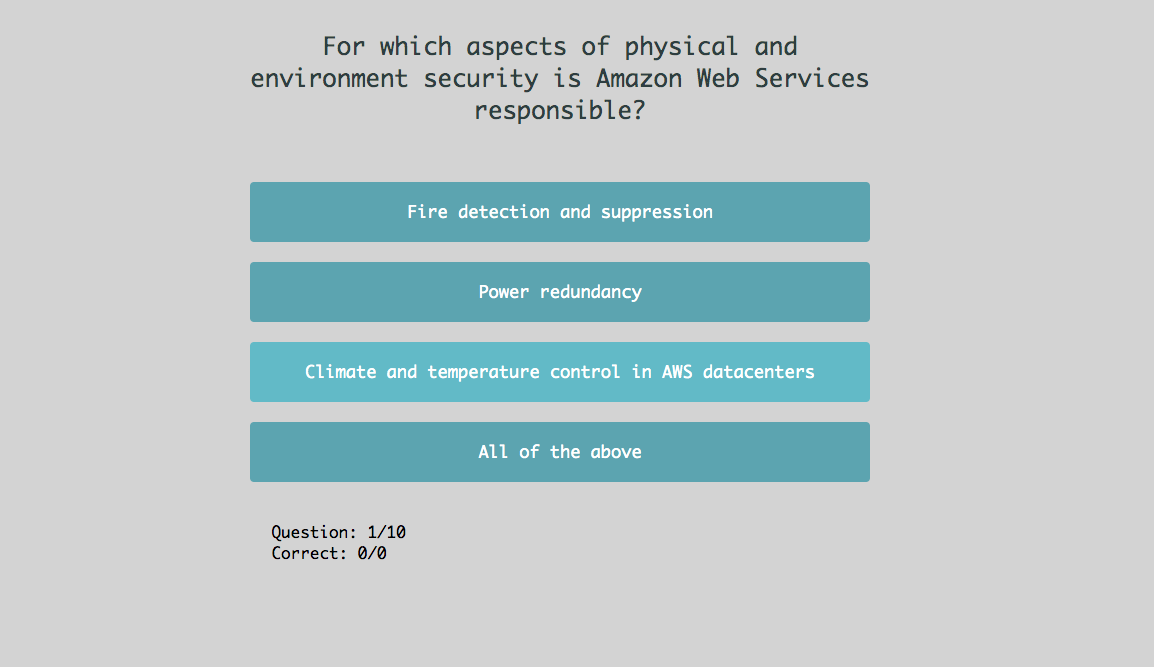 For which aspects of physical and
environment security is Amazon Web Services
responsible?
Fire detection and suppression
Power redundancy
Climate and temperature control in AWS datacenters
All of the above
Question: 1/10
Correct: 0/0